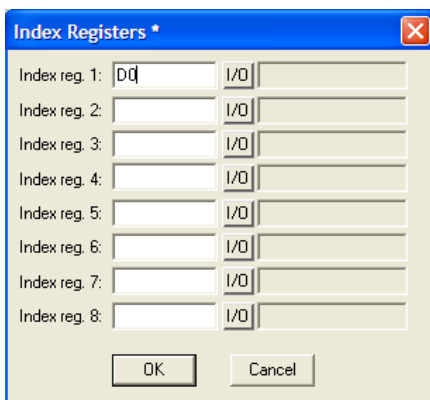 Index Registers *
Index reg. 1: D0 I/O
Index reg. 2: I/O
Index reg. 3: I/O
Index reg. 4: I/O
Index reg. 5: I/O
Index reg. 6: I/O
Index reg. 7: I/O
Index reg. 8: I/O
OK Cancel